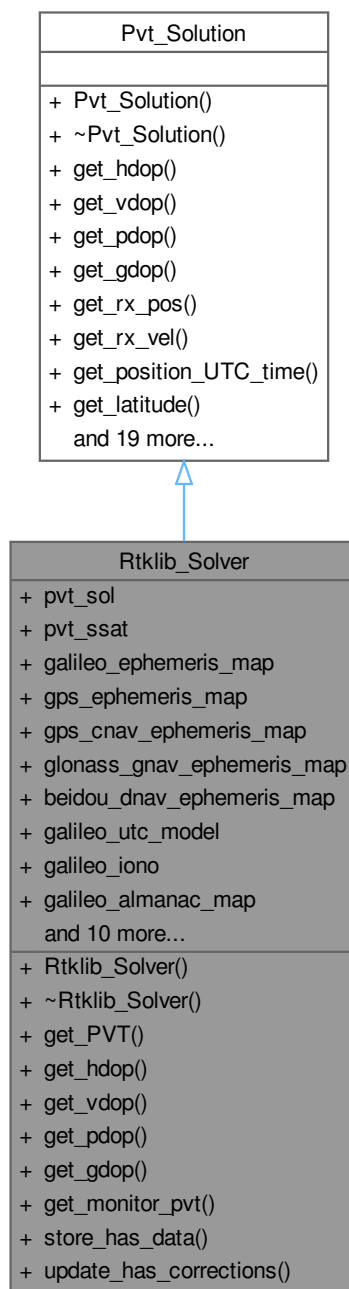 Pvt_Solution
+ Pvt_Solution()
+ ~Pvt_Solution()
+ get_hdop()
+ get_vdop()
+ get_pdop()
+ get_gdop()
+ get_rx_pos()
+ get_rx_vel()
+ get_position_UTC_time()
+ get_latitude()
and 19 more...
Rtklib_Solver
+ pvt_sol
+ pvt_ssat
+ galileo_ephemeris_map
+ gps_ephemeris_map
+ gps_cnav_ephemeris_map
+ glonass_gnav_ephemeris_map
+ beidou_dnav_ephemeris_map
+ galileo_utc_model
+ galileo_iono
+ galileo_almanac_map
and 10 more...
+ Rtklib_Solver()
+ ~Rtklib_Solver()
+ get_PVT()
+ get_hdop()
+ get_vdop()
+ get_pdop()
+ get_gdop()
+ get_monitor_pvt()
+ store_has_data()
+ update_has_corrections()